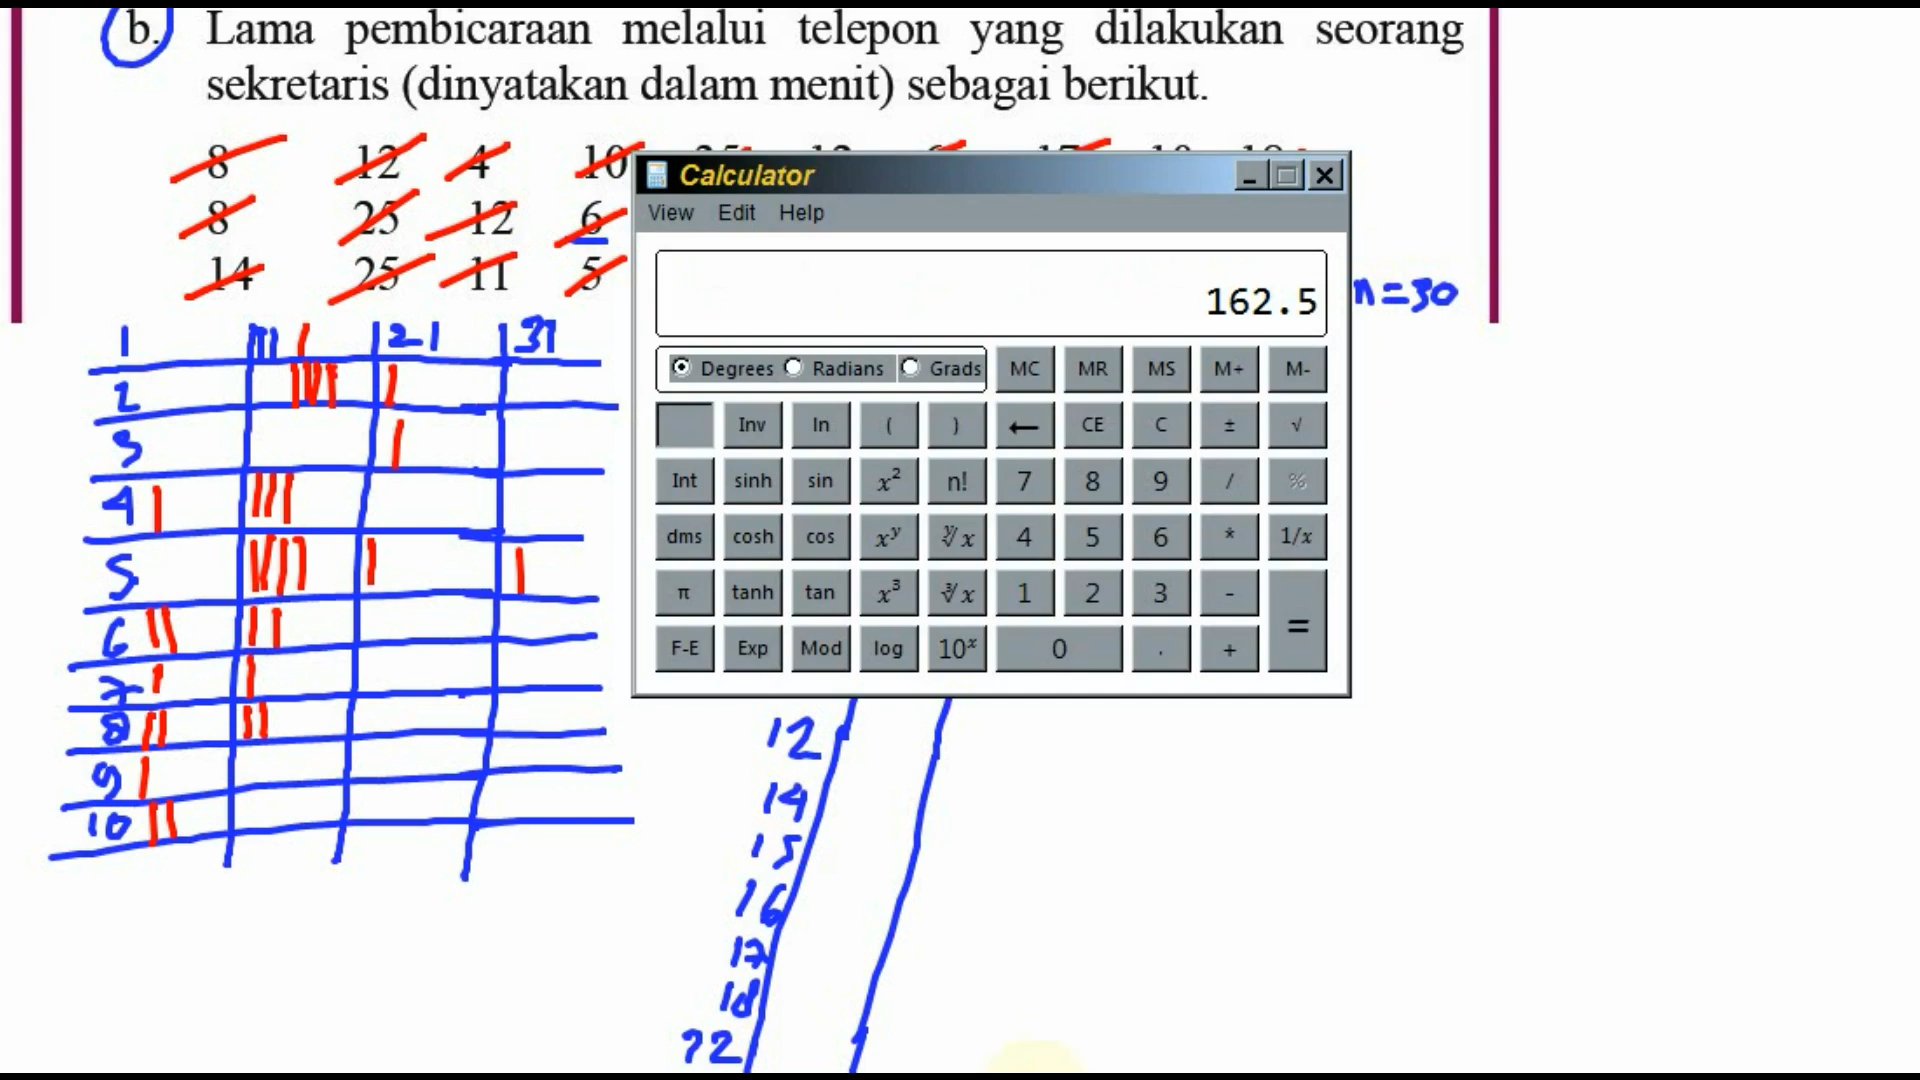 b. Lama pembicaraan melalui telepon yang dilakukan seorang
sekretaris (dinyatakan dalam menit) sebagai berikut.
8 12 4 10
8 25 12 6
14 25 11 5
n=30
Calculator
View Edit Help
162.5
Degrees Radians Grads MC MR MS M+ M-
Inv ln ( ) ← CE C ± √
Int sinh sin x² n! 7 8 9 / %
dms cosh cos xʸ ʸ√x 4 5 6 * 1/x
π tanh tan x³ ³√x 1 2 3 - =
F-E Exp Mod log 10ˣ 0 . +
1 11 21 31
2
3
4
5
6
7
8
9
10
12
14
15
16
17
18
22